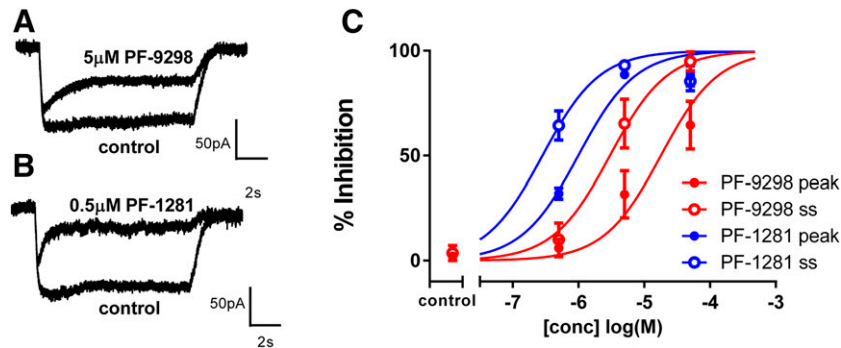 A
5μM PF-9298
control
50pA
2s
B
0.5μM PF-1281
control
50pA
2s
C
% Inhibition
100
50
0
control
-7
-6
-5
-4
-3
[conc] log(M)
PF-9298 peak
PF-9298 ss
PF-1281 peak
PF-1281 ss